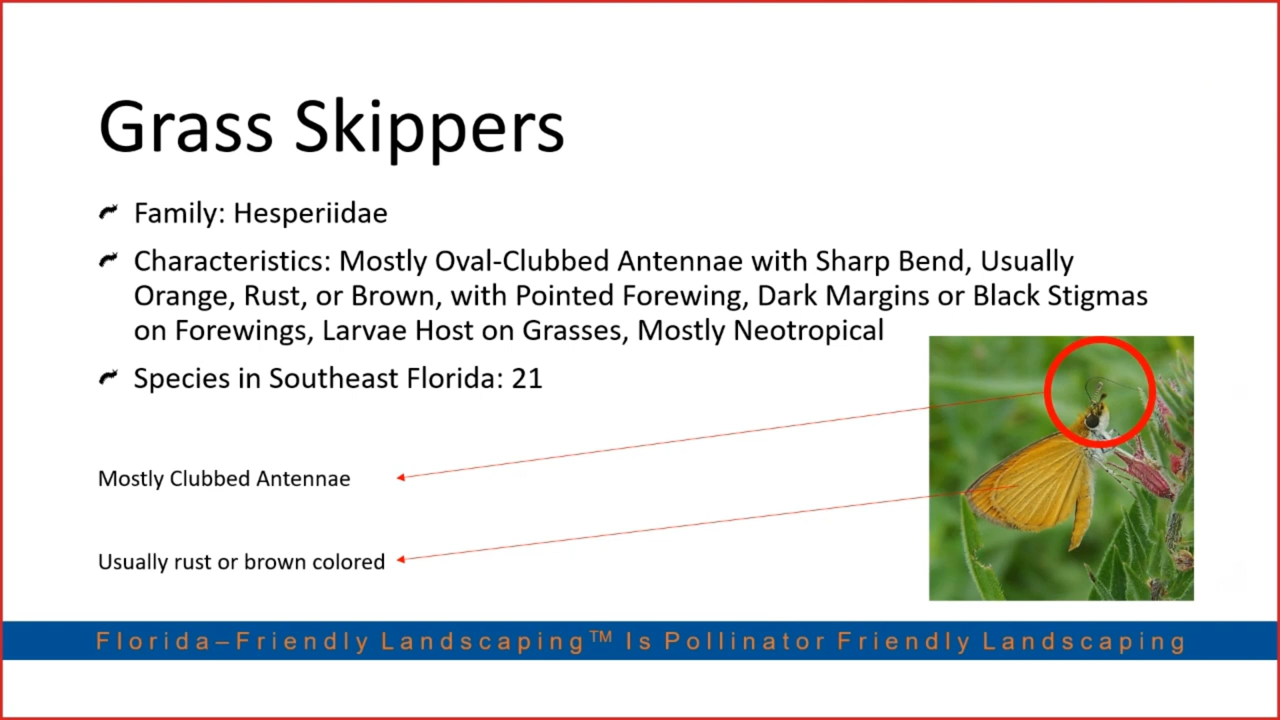 Grass Skippers
Family: Hesperiidae
Characteristics: Mostly Oval-Clubbed Antennae with Sharp Bend, Usually
Orange, Rust, or Brown, with Pointed Forewing, Dark Margins or Black Stigmas
on Forewings, Larvae Host on Grasses, Mostly Neotropical
Species in Southeast Florida: 21
Mostly Clubbed Antennae
Usually rust or brown colored
Florida–Friendly Landscaping™ Is Pollinator Friendly Landscaping